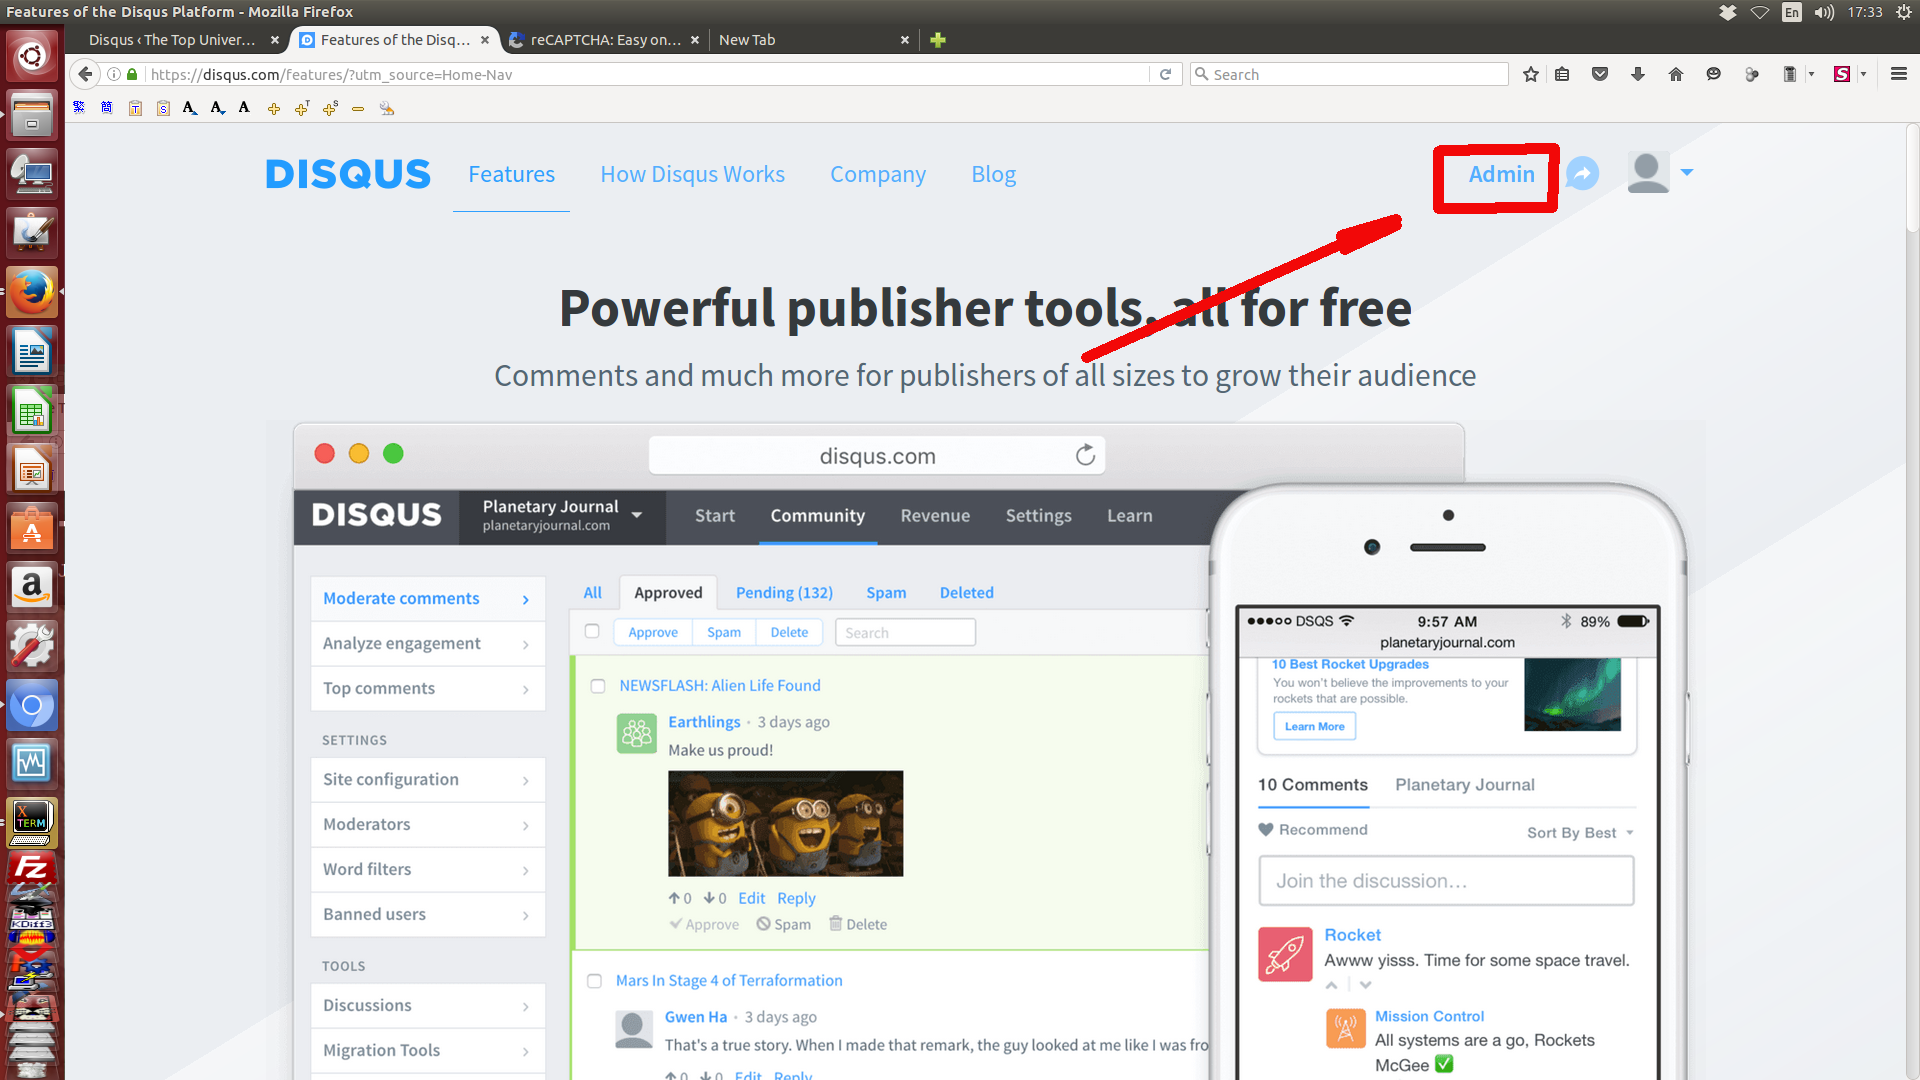 Features of the Disqus Platform - Mozilla Firefox
En
17:33
Disqus ‹ The Top Univer...
Features of the Disq...
reCAPTCHA: Easy on...
New Tab
https://disqus.com/features/?utm_source=Home-Nav
Search
DISQUS
Features
How Disqus Works
Company
Blog
Admin
Powerful publisher tools, all for free
Comments and much more for publishers of all sizes to grow their audience
disqus.com
DISQUS
Planetary Journal
planetaryjournal.com
Start
Community
Revenue
Settings
Learn
Moderate comments
Analyze engagement
Top comments
SETTINGS
Site configuration
Moderators
Word filters
Banned users
TOOLS
Discussions
Migration Tools
All
Approved
Pending (132)
Spam
Deleted
Approve
Spam
Delete
Search
NEWSFLASH: Alien Life Found
Earthlings • 3 days ago
Make us proud!
0 0 Edit Reply
Approve Spam Delete
Mars In Stage 4 of Terraformation
Gwen Ha • 3 days ago
That's a true story. When I made that remark, the guy looked at me like I was fro
0 0 Edit Reply
DSQS
9:57 AM
89%
planetaryjournal.com
10 Best Rocket Upgrades
You won't believe the improvements to your
rockets that are possible.
Learn More
10 Comments
Planetary Journal
Recommend
Sort By Best
Join the discussion...
Rocket
Awww yisss. Time for some space travel.
Mission Control
All systems are a go, Rockets
McGee
X
TERM
FZ
KDiff3